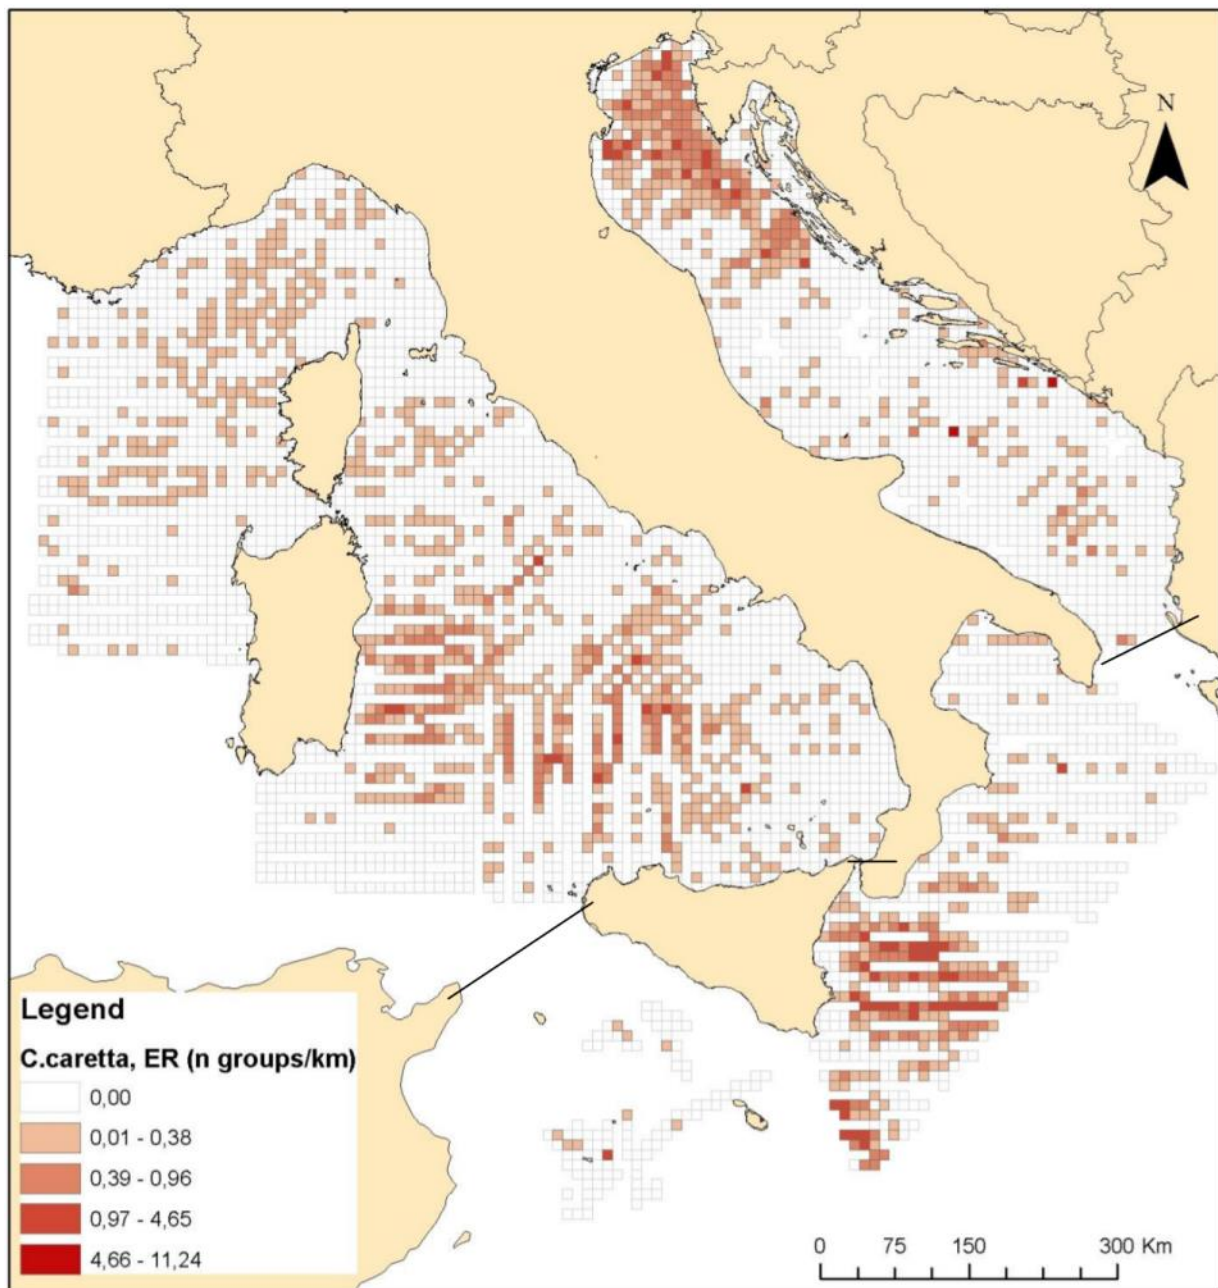 N
Legend
C.caretta, ER (n groups/km)
0,00
0,01 - 0,38
0,39 - 0,96
0,97 - 4,65
4,66 - 11,24
0 75 150 300 Km